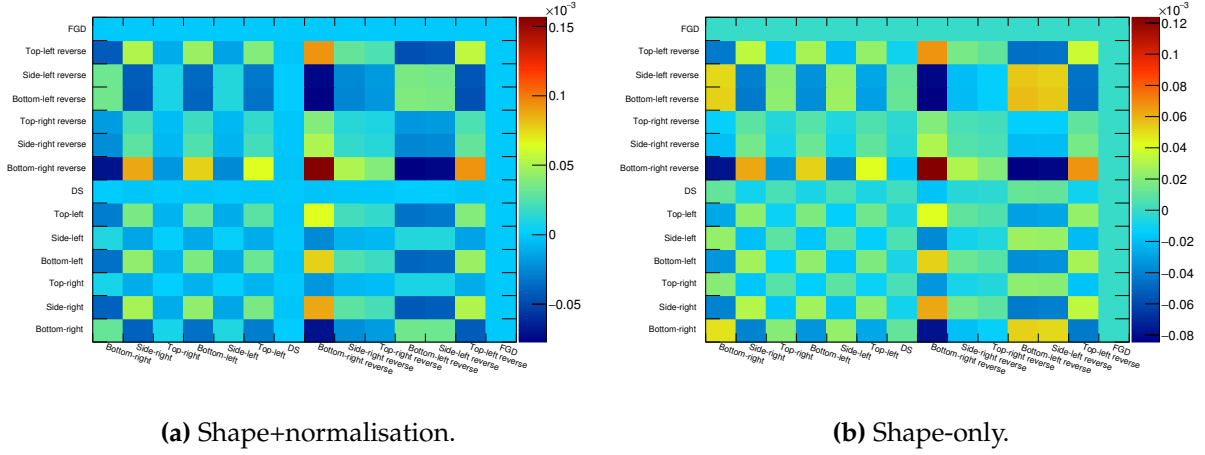 ×10⁻³
FGD
Top-left reverse
Side-left reverse
Bottom-left reverse
Top-right reverse
Side-right reverse
Bottom-right reverse
DS
Top-left
Side-left
Bottom-left
Top-right
Side-right
Bottom-right
0.15
0.1
0.05
0
−0.05
Bottom-right
Side-right
Top-right
Bottom-left
Side-left
Top-left
DS
Bottom-right reverse
Side-right reverse
Top-right reverse
Bottom-left reverse
Side-left reverse
Top-left reverse
FGD
(a) Shape+normalisation.
×10⁻³
FGD
Top-left reverse
Side-left reverse
Bottom-left reverse
Top-right reverse
Side-right reverse
Bottom-right reverse
DS
Top-left
Side-left
Bottom-left
Top-right
Side-right
Bottom-right
0.12
0.1
0.08
0.06
0.04
0.02
0
−0.02
−0.04
−0.06
−0.08
Bottom-right
Side-right
Top-right
Bottom-left
Side-left
Top-left
DS
Bottom-right reverse
Side-right reverse
Top-right reverse
Bottom-left reverse
Side-left reverse
Top-left reverse
FGD
(b) Shape-only.